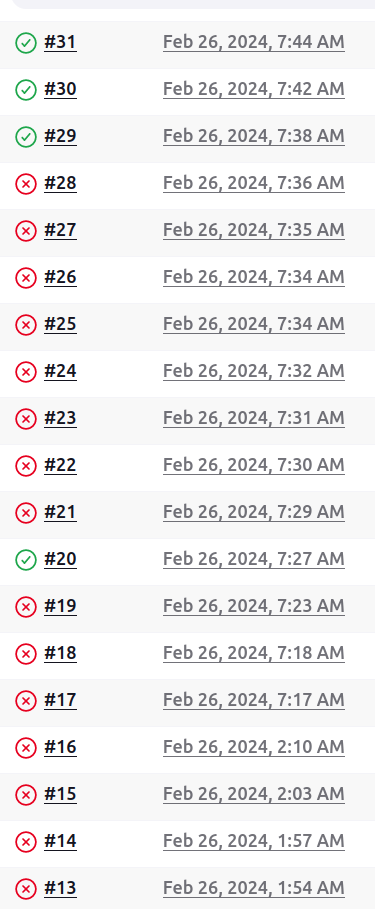 #31 Feb 26, 2024, 7:44 AM
#30 Feb 26, 2024, 7:42 AM
#29 Feb 26, 2024, 7:38 AM
#28 Feb 26, 2024, 7:36 AM
#27 Feb 26, 2024, 7:35 AM
#26 Feb 26, 2024, 7:34 AM
#25 Feb 26, 2024, 7:34 AM
#24 Feb 26, 2024, 7:32 AM
#23 Feb 26, 2024, 7:31 AM
#22 Feb 26, 2024, 7:30 AM
#21 Feb 26, 2024, 7:29 AM
#20 Feb 26, 2024, 7:27 AM
#19 Feb 26, 2024, 7:23 AM
#18 Feb 26, 2024, 7:18 AM
#17 Feb 26, 2024, 7:17 AM
#16 Feb 26, 2024, 2:10 AM
#15 Feb 26, 2024, 2:03 AM
#14 Feb 26, 2024, 1:57 AM
#13 Feb 26, 2024, 1:54 AM